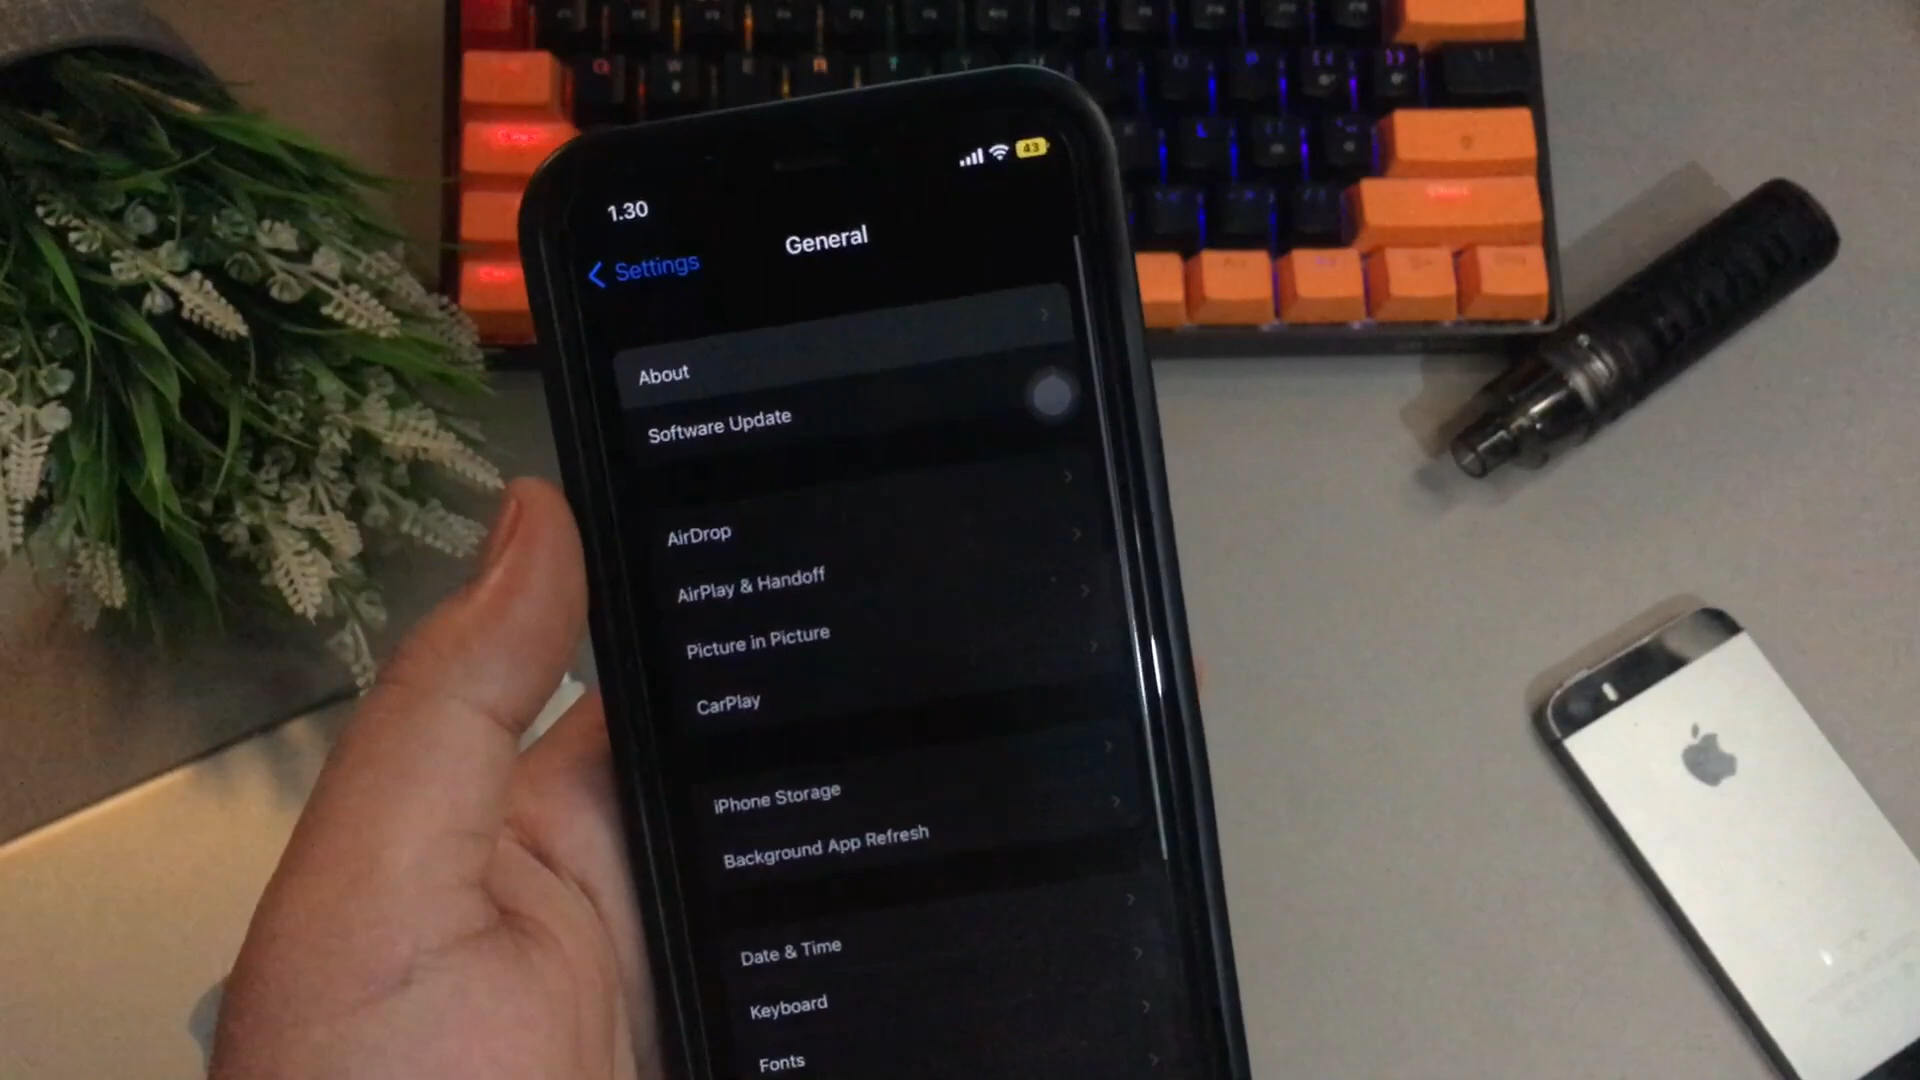 43
1.30
General
Settings
About
Software Update
AirDrop
AirPlay & Handoff
Picture in Picture
CarPlay
iPhone Storage
Background App Refresh
Date & Time
Keyboard
Fonts
Q W E R T